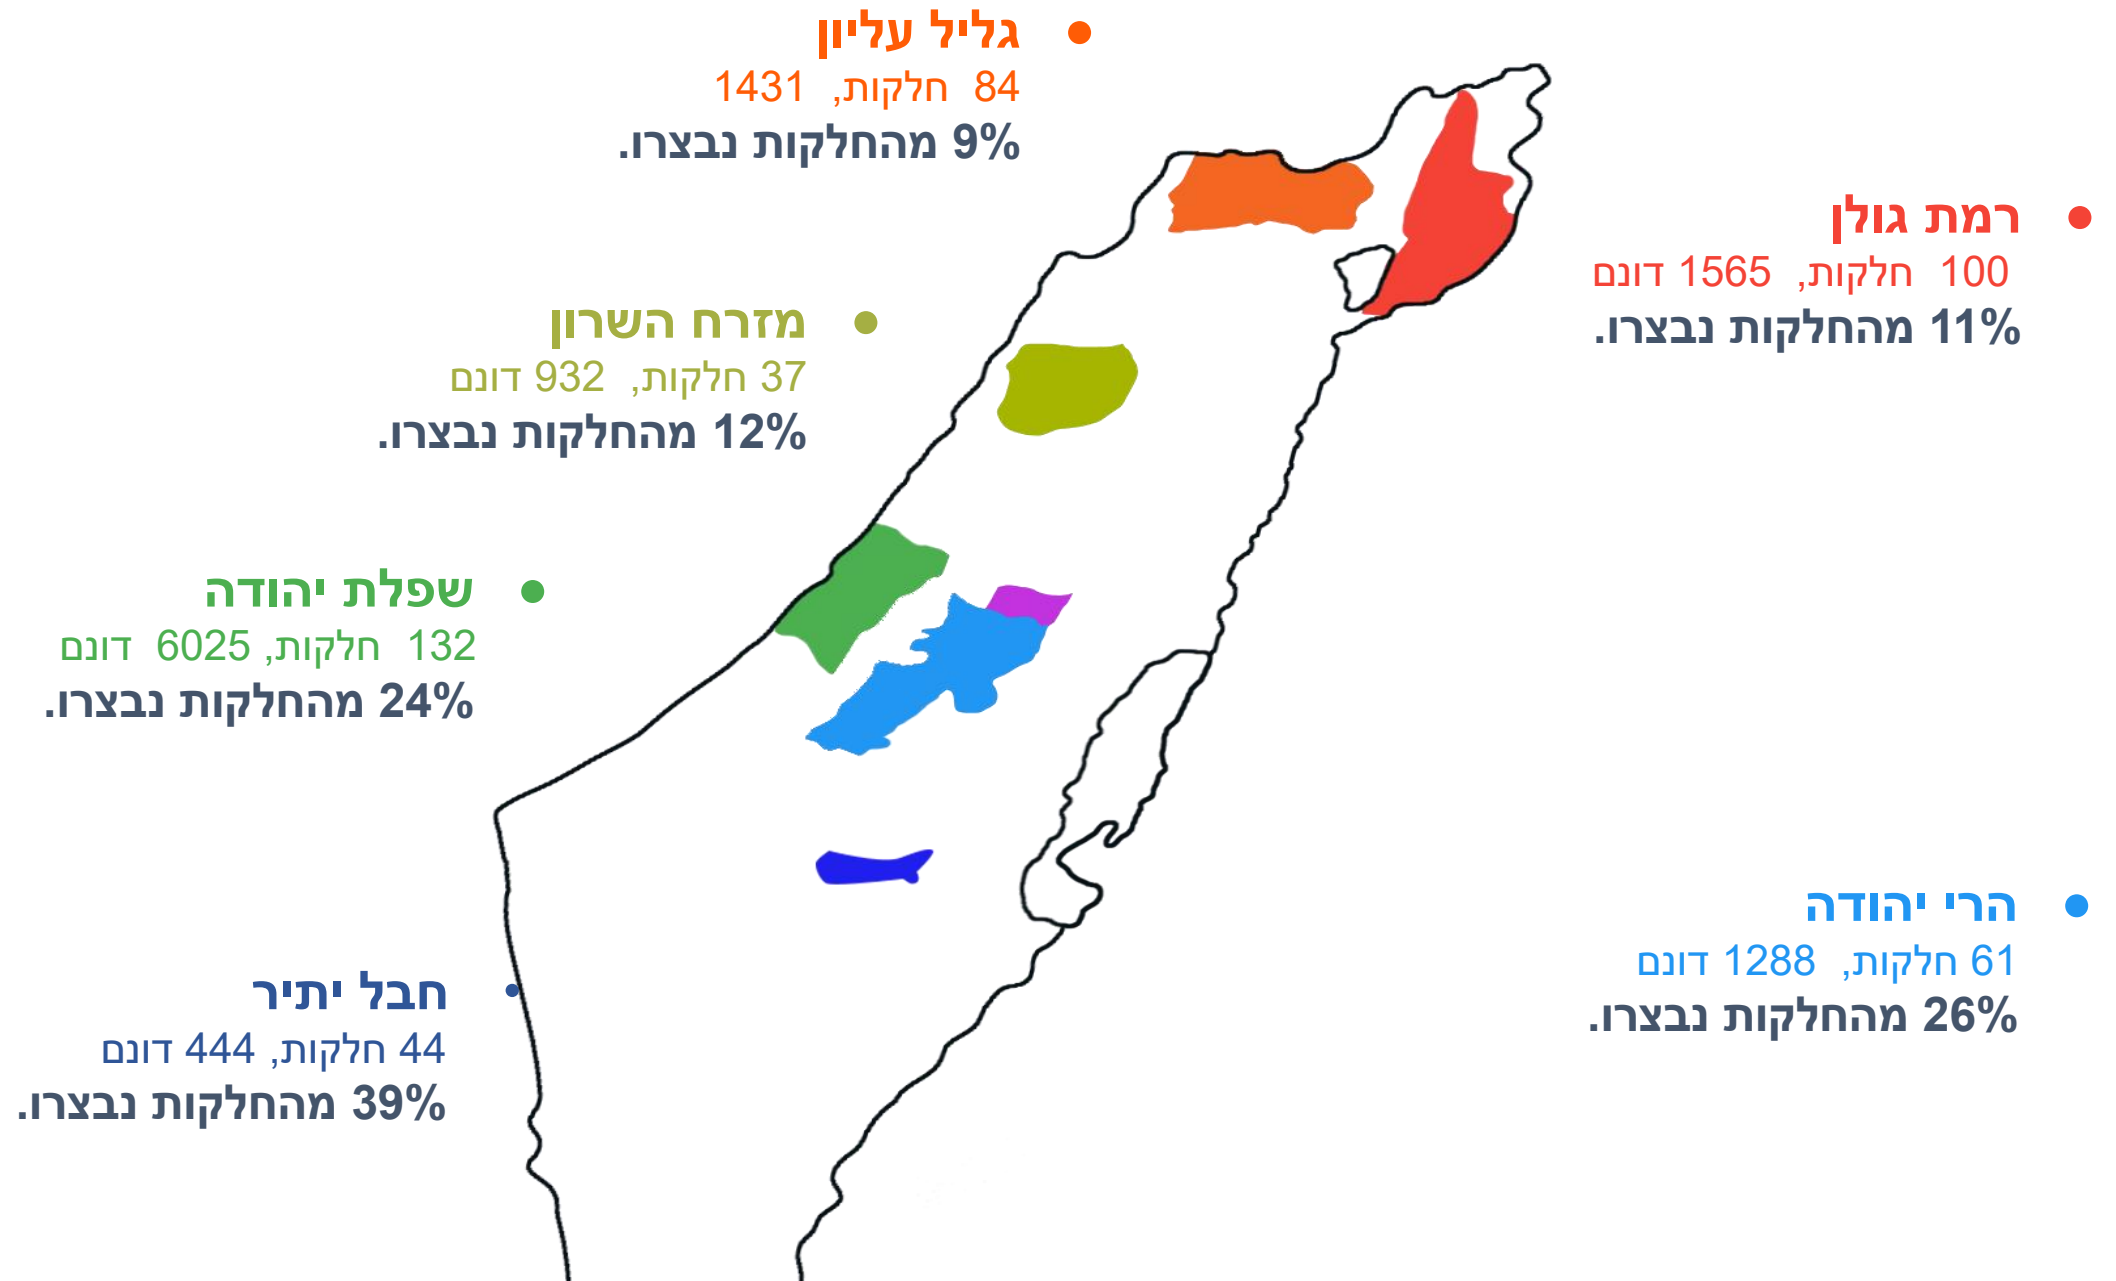 • גליל עליון
84 חלקות, 1431
9% מהחלקות נבצרו.
• רמת גולן
100 חלקות, 1565 דונם
11% מהחלקות נבצרו.
• מזרח השרון
37 חלקות, 932 דונם
12% מהחלקות נבצרו.
• שפלת יהודה
132 חלקות, 6025 דונם
24% מהחלקות נבצרו.
• הרי יהודה
61 חלקות, 1288 דונם
26% מהחלקות נבצרו.
• חבל יתיר
44 חלקות, 444 דונם
39% מהחלקות נבצרו.